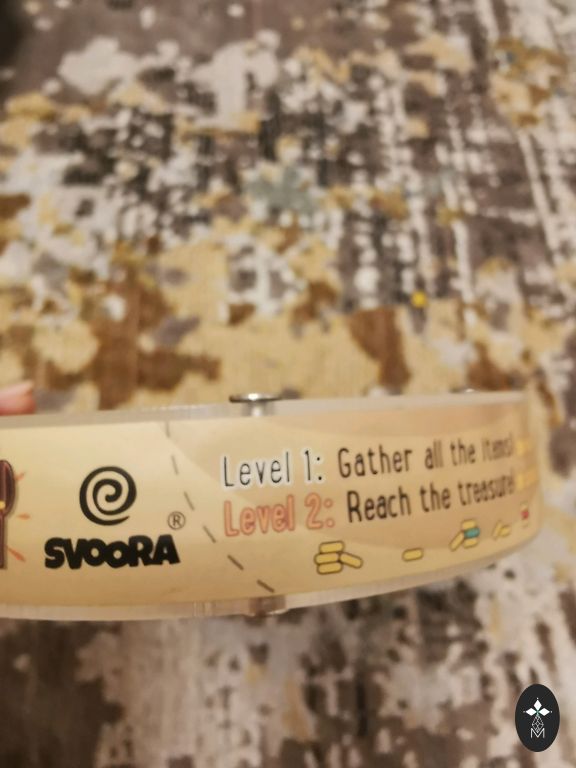 SVOORA®
Level 1: Gather all the items!
Level 2: Reach the treasure!
M